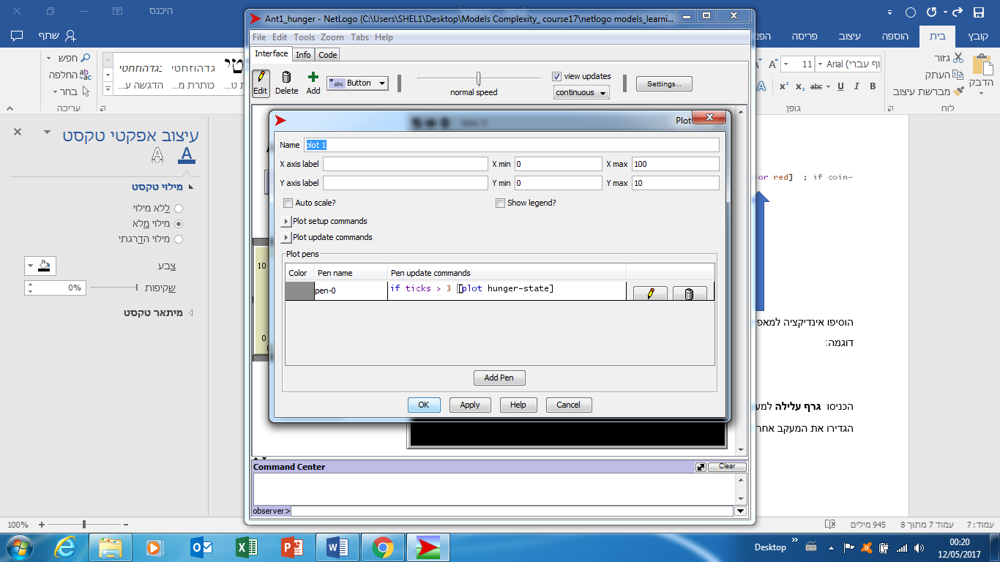 היכנס
קובץ
בית
הוספה
עיצוב
פריסה
שתף
גזור
העתק
מברשת עיצוב
הדבק
לוח
11
Arial
גופן
B I U abc x₂ x²
חפש
החלפה
בחר
עריכה
גדהוזחטי
הדגשה ע...
כותרת מ...
Ant1_hunger - NetLogo {C:\Users\SHEL1\Desktop\Models Complexity_ course17\netlogo models_learni...
File Edit Tools Zoom Tabs Help
Interface Info Code
Edit Delete Add
abc Button
normal speed
view updates
continuous
Settings...
Plot
Name plot 1
X axis label X min 0 X max 100
Y axis label Y min 0 Y max 10
Auto scale? Show legend?
Plot setup commands
Plot update commands
Plot pens
Color Pen name Pen update commands
pen-0 if ticks > 3 [plot hunger-state]
Add Pen
OK Apply Help Cancel
10
0
Command Center
Clear
observer>
עיצוב אפקטי טקסט
מילוי טקסט
ללא מילוי
מילוי מלא
מילוי הדרגתי
צבע
שקיפות 0%
מיתאר טקסט
or red] ; if coin-
הוסיפו אינדיקציה למאפ
דוגמה:
הכניסו גרף עלילה למע
הגדירו את המעקב אחר
עמוד: 7 עמוד 7 מתוך 8 945 מילים
100%
Desktop
00:20
12/05/2017